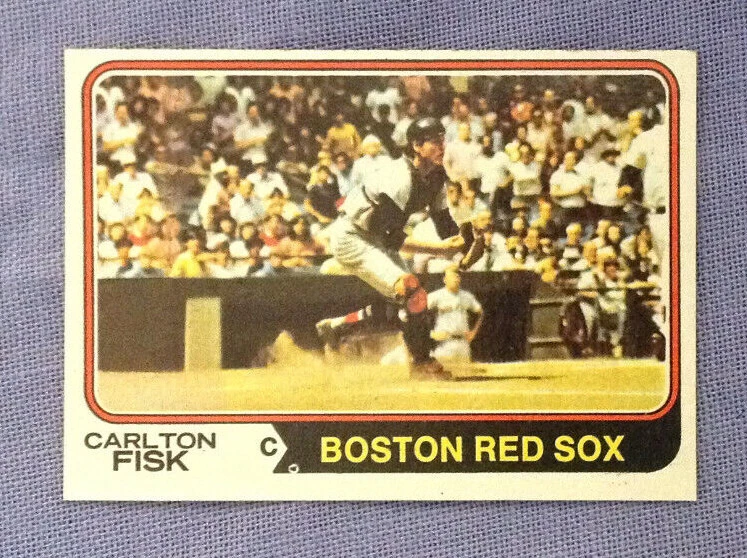 CARLTON
FISK
C
BOSTON RED SOX